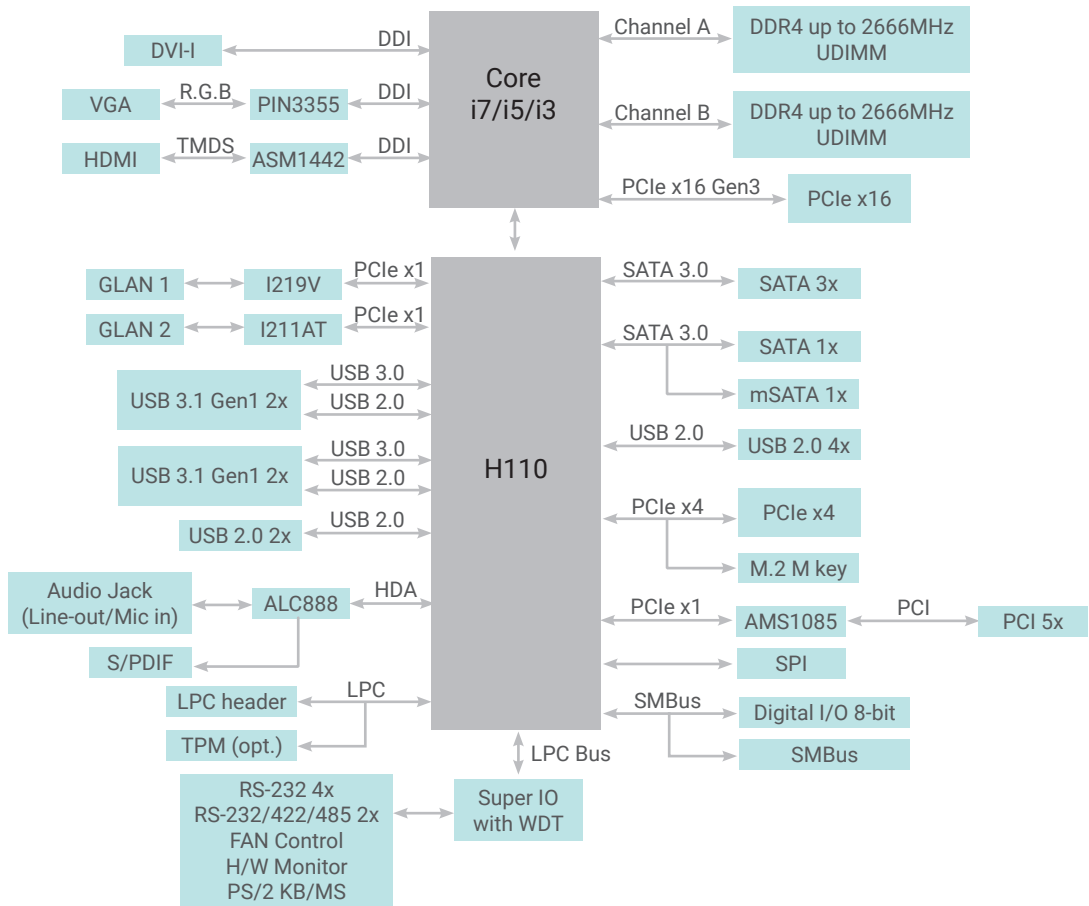 DVI-I
DDI
VGA
R.G.B
PIN3355
DDI
HDMI
TMDS
ASM1442
DDI
Core
i7/i5/i3
Channel A
DDR4 up to 2666MHz
UDIMM
Channel B
DDR4 up to 2666MHz
UDIMM
PCIe x16 Gen3
PCIe x16
GLAN 1
I219V
PCIe x1
GLAN 2
I211AT
PCIe x1
USB 3.1 Gen1 2x
USB 3.0
USB 2.0
USB 3.1 Gen1 2x
USB 3.0
USB 2.0
USB 2.0 2x
USB 2.0
Audio Jack
(Line-out/Mic in)
ALC888
HDA
S/PDIF
LPC header
LPC
TPM (opt.)
H110
SATA 3.0
SATA 3x
SATA 3.0
SATA 1x
mSATA 1x
USB 2.0
USB 2.0 4x
PCIe x4
PCIe x4
M.2 M key
PCIe x1
AMS1085
PCI
PCI 5x
SPI
SMBus
Digital I/O 8-bit
SMBus
LPC Bus
RS-232 4x
RS-232/422/485 2x
FAN Control
H/W Monitor
PS/2 KB/MS
Super IO
with WDT